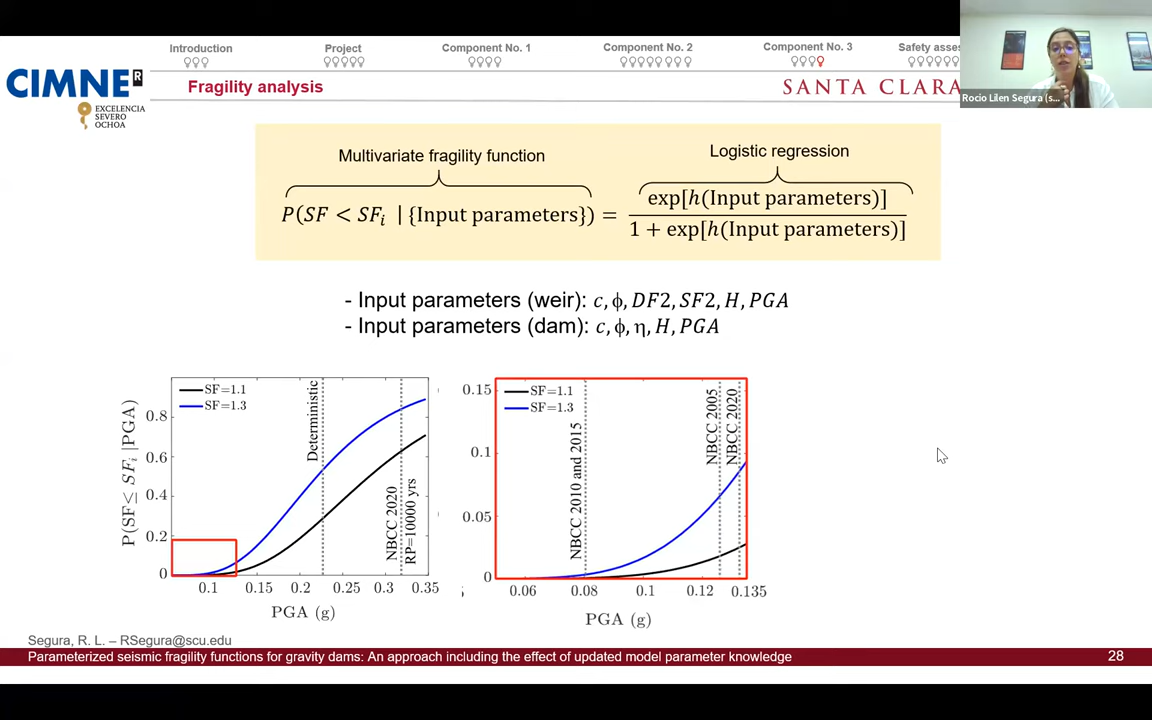 Introduction
Project
Component No. 1
Component No. 2
Component No. 3
Safety asses
CIMNE R
EXCELENCIA
SEVERO
OCHOA
Fragility analysis
SANTA CLARA
Rocio Lilen Segura (s...
Multivariate fragility function
Logistic regression
P(SF < SF_i | {Input parameters}) = exp[h(Input parameters)] / 1 + exp[h(Input parameters)]
- Input parameters (weir): c, ϕ, DF2, SF2, H, PGA
- Input parameters (dam): c, ϕ, η, H, PGA
SF=1.1
SF=1.3
Deterministic
NBCC 2020
RP=10000 yrs
P(SF≤ SF_i |PGA)
0.8
0.6
0.4
0.2
0
0.1 0.15 0.2 0.25 0.3 0.35
PGA (g)
SF=1.1
SF=1.3
NBCC 2010 and 2015
NBCC 2005
NBCC 2020
0.15
0.1
0.05
0
0.06 0.08 0.1 0.12 0.135
PGA (g)
Segura, R. L. – RSegura@scu.edu
Parameterized seismic fragility functions for gravity dams: An approach including the effect of updated model parameter knowledge
28